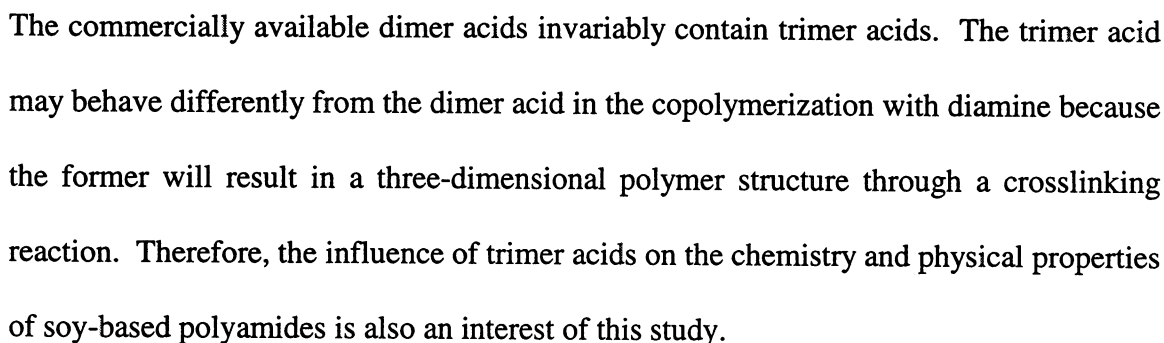 The commercially available dimer acids invariably contain trimer acids. The trimer acid
may behave differently from the dimer acid in the copolymerization with diamine because
the former will result in a three-dimensional polymer structure through a crosslinking
reaction. Therefore, the influence of trimer acids on the chemistry and physical properties
of soy-based polyamides is also an interest of this study.